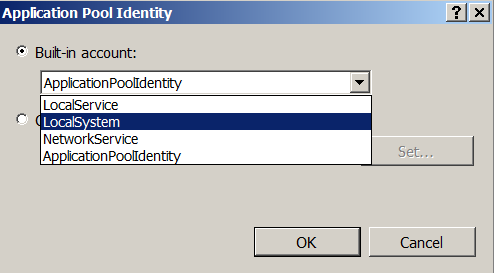 Application Pool Identity
Built-in account:
ApplicationPoolIdentity
LocalService
LocalSystem
NetworkService
ApplicationPoolIdentity
Set...
OK
Cancel